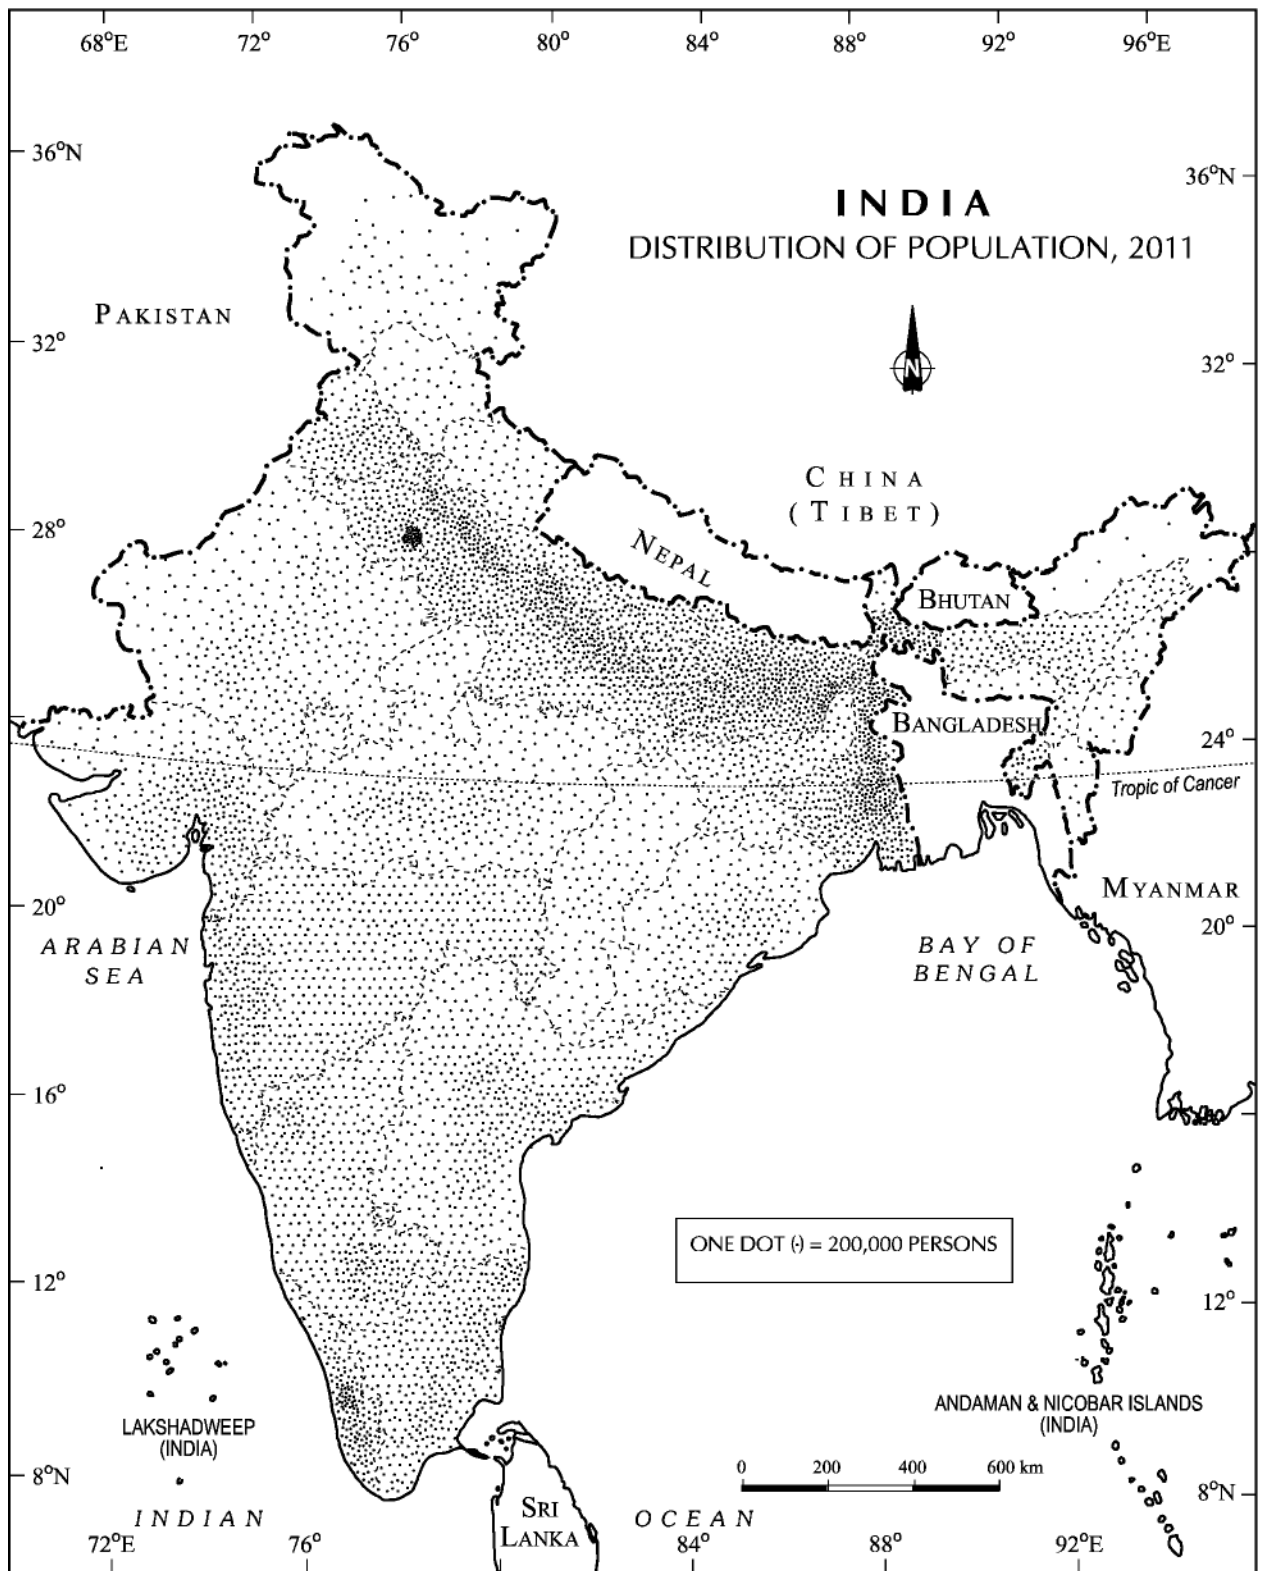 68°E 72° 76° 80° 84° 88° 92° 96°E
36°N
36°N
INDIA
DISTRIBUTION OF POPULATION, 2011
PAKISTAN
N
32°
32°
CHINA
(TIBET)
28°
NEPAL
BHUTAN
BANGLADESH
24°
Tropic of Cancer
MYANMAR
20°
20°
ARABIAN
SEA
BAY OF
BENGAL
16°
ONE DOT (·) = 200,000 PERSONS
12°
12°
ANDAMAN & NICOBAR ISLANDS
(INDIA)
LAKSHADWEEP
(INDIA)
0 200 400 600 km
8°N
8°N
SRI
LANKA
INDIAN
OCEAN
72°E 76° 84° 88° 92°E